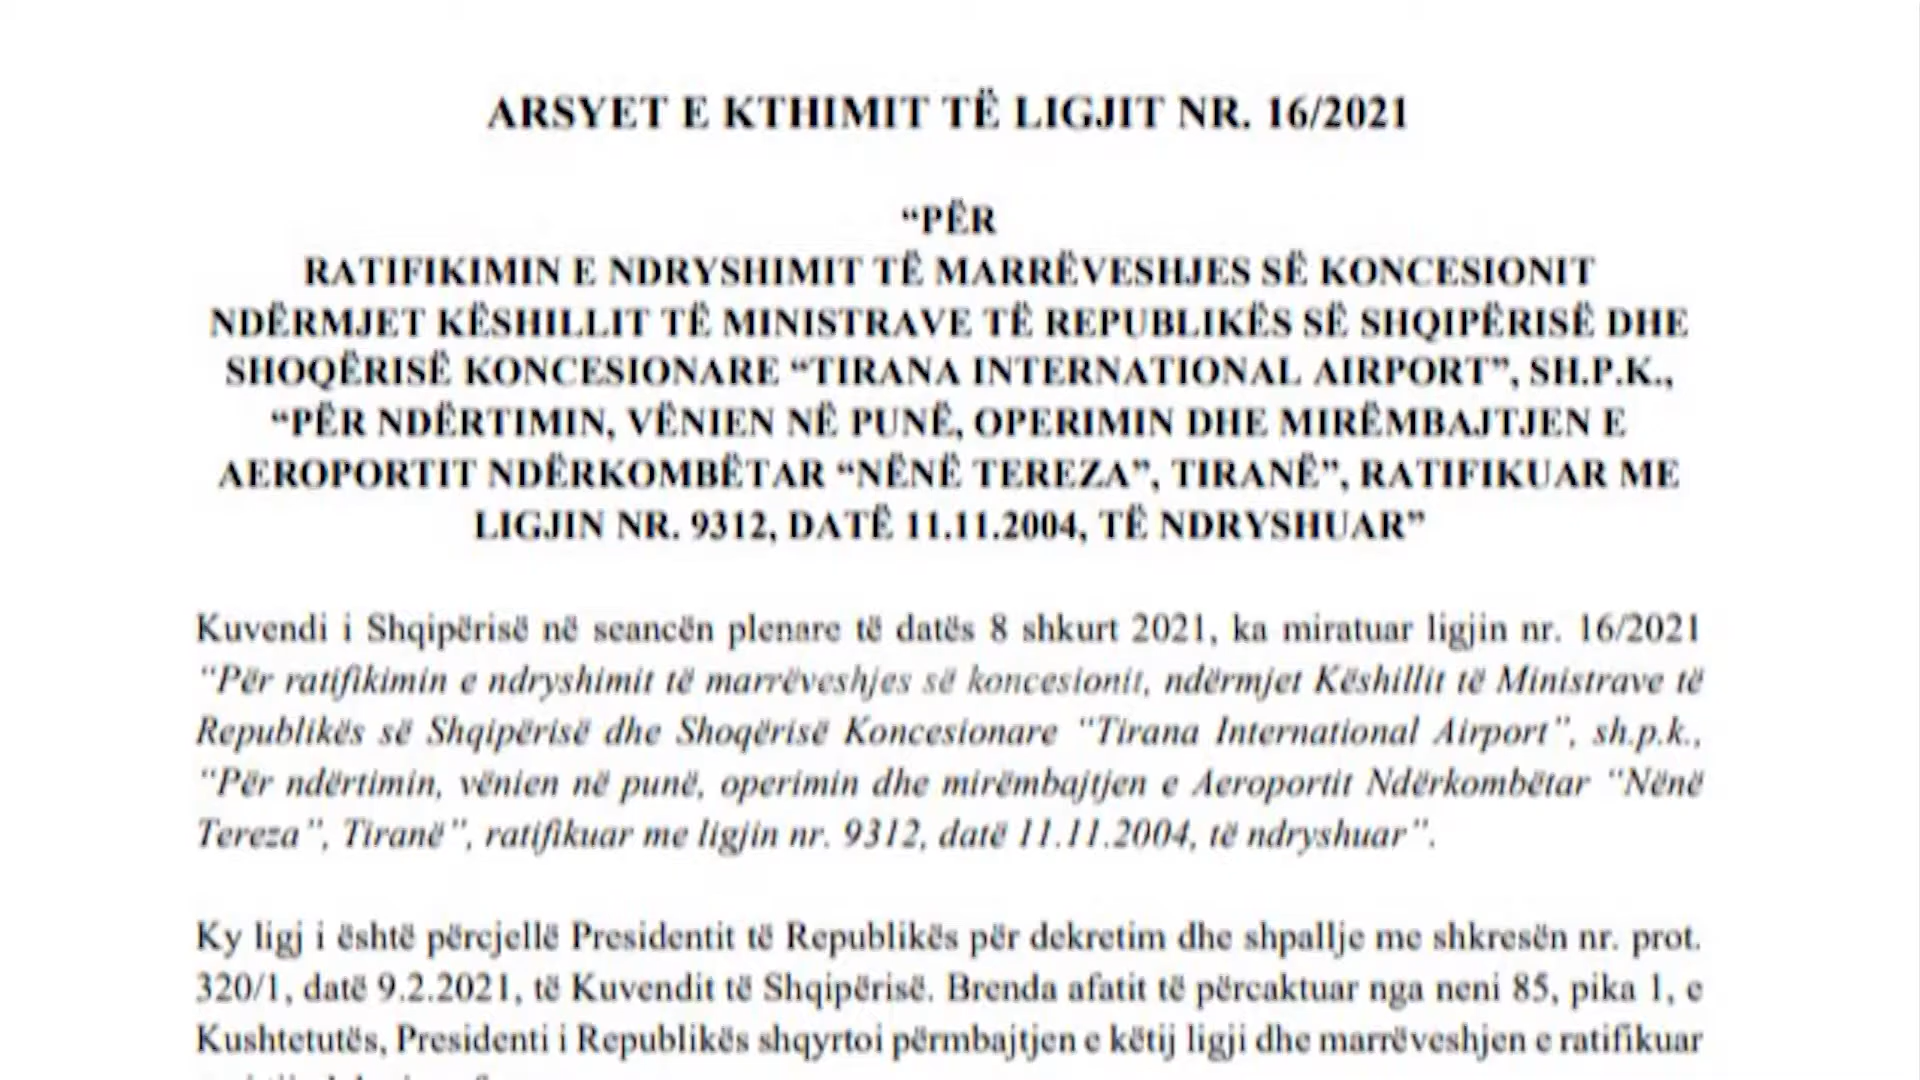 ARSYET E KTHIMIT TË LIGJIT NR. 16/2021
“PËR
RATIFIKIMIN E NDRYSHIMIT TË MARRËVESHJES SË KONCESIONIT
NDËRMJET KËSHILLIT TË MINISTRAVE TË REPUBLIKËS SË SHQIPËRISË DHE
SHOQËRISË KONCESIONARE “TIRANA INTERNATIONAL AIRPORT”, SH.P.K.,
“PËR NDËRTIMIN, VËNIEN NË PUNË, OPERIMIN DHE MIRËMBAJTJEN E
AEROPORTIT NDËRKOMBËTAR “NËNË TEREZA”, TIRANË”, RATIFIKUAR ME
LIGJIN NR. 9312, DATË 11.11.2004, TË NDRYSHUAR”
Kuvendi i Shqipërisë në seancën plenare të datës 8 shkurt 2021, ka miratuar ligjin nr. 16/2021
“Për ratifikimin e ndryshimit të marrëveshjes së koncesionit, ndërmjet Këshillit të Ministrave të
Republikës së Shqipërisë dhe Shoqërisë Koncesionare “Tirana International Airport”, sh.p.k.,
“Për ndërtimin, vënien në punë, operimin dhe mirëmbajtjen e Aeroportit Ndërkombëtar “Nënë
Tereza”, Tiranë”, ratifikuar me ligjin nr. 9312, datë 11.11.2004, të ndryshuar”.
Ky ligj i është përcjellë Presidentit të Republikës për dekretim dhe shpallje me shkresën nr. prot.
320/1, datë 9.2.2021, të Kuvendit të Shqipërisë. Brenda afatit të përcaktuar nga neni 85, pika 1, e
Kushtetutës, Presidenti i Republikës shqyrtoi përmbajtjen e këtij ligji dhe marrëveshjen e ratifikuar